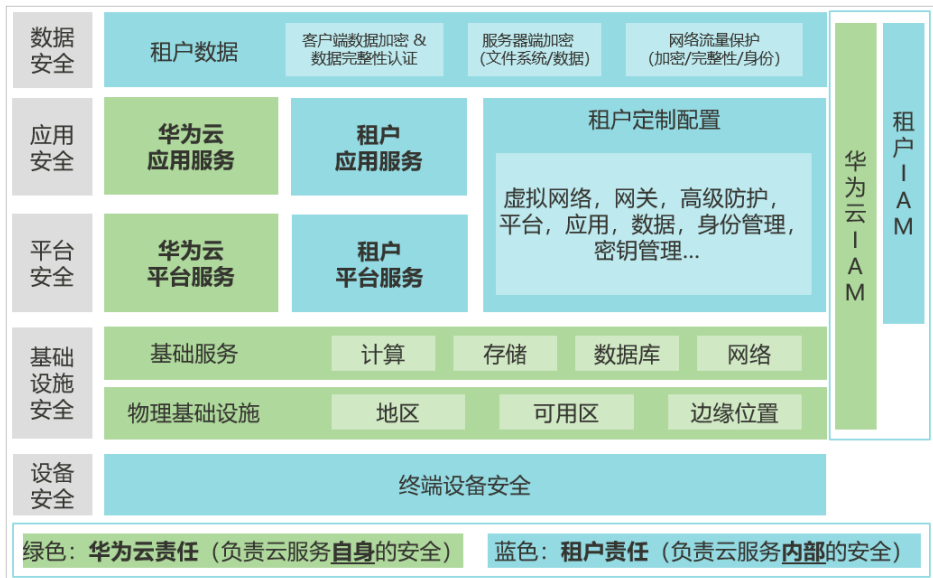 数据
安全
租户数据
客户端数据加密 &
数据完整性认证
服务器端加密
(文件系统/数据)
网络流量保护
(加密/完整性/身份)
应用
安全
华为云
应用服务
租户
应用服务
租户定制配置
虚拟网络，网关，高级防护，
平台，应用，数据，身份管理，
密钥管理...
平台
安全
华为云
平台服务
租户
平台服务
华为云IAM
租户IAM
基础
设施
安全
基础服务
计算
存储
数据库
网络
物理基础设施
地区
可用区
边缘位置
设备
安全
终端设备安全
绿色：华为云责任（负责云服务自身的安全）
蓝色：租户责任（负责云服务内部的安全）